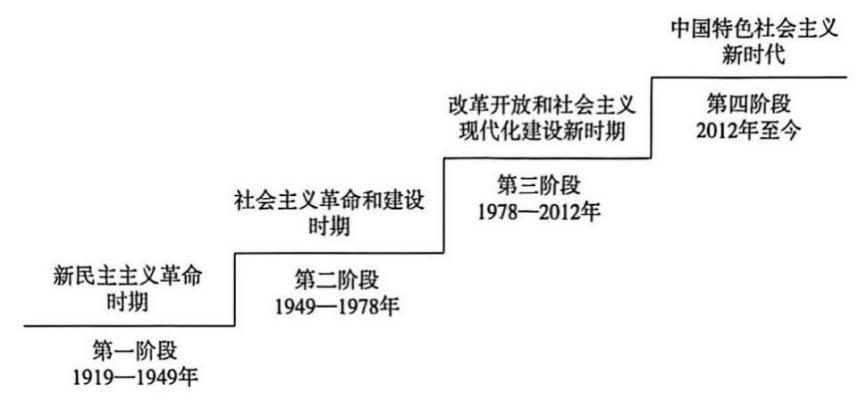 中国特色社会主义
新时代
第四阶段
2012年至今
改革开放和社会主义
现代化建设新时期
第三阶段
1978—2012年
社会主义革命和建设
时期
第二阶段
1949—1978年
新民主主义革命
时期
第一阶段
1919—1949年